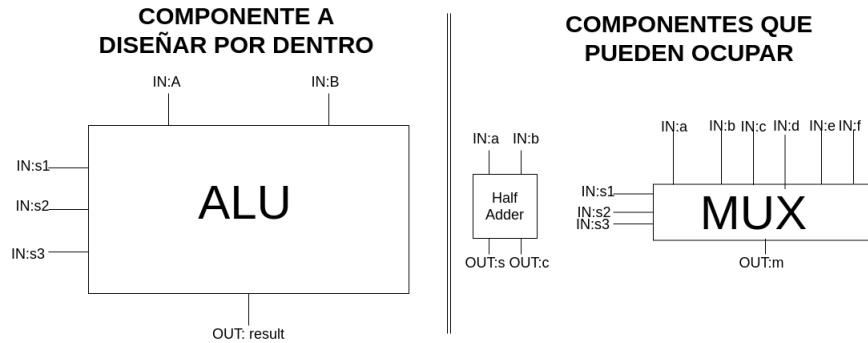 COMPONENTE A
DISEÑAR POR DENTRO
IN:A
IN:B
IN:s1
IN:s2
IN:s3
ALU
OUT: result
COMPONENTES QUE
PUEDEN OCUPAR
IN:a
IN:b
Half
Adder
OUT:s
OUT:c
IN:a
IN:b
IN:c
IN:d
IN:e
IN:f
IN:s1
IN:s2
IN:s3
MUX
OUT:m